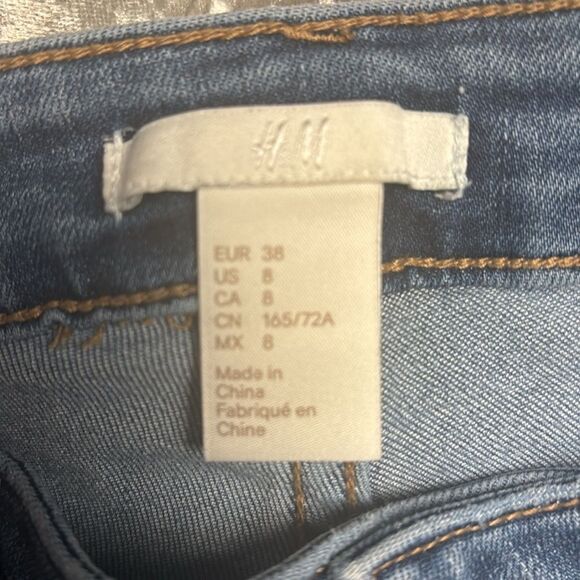 H&M
EUR 38
US 8
CA 8
CN 165/72A
MX 8
Made in
China
Fabriqué en
Chine